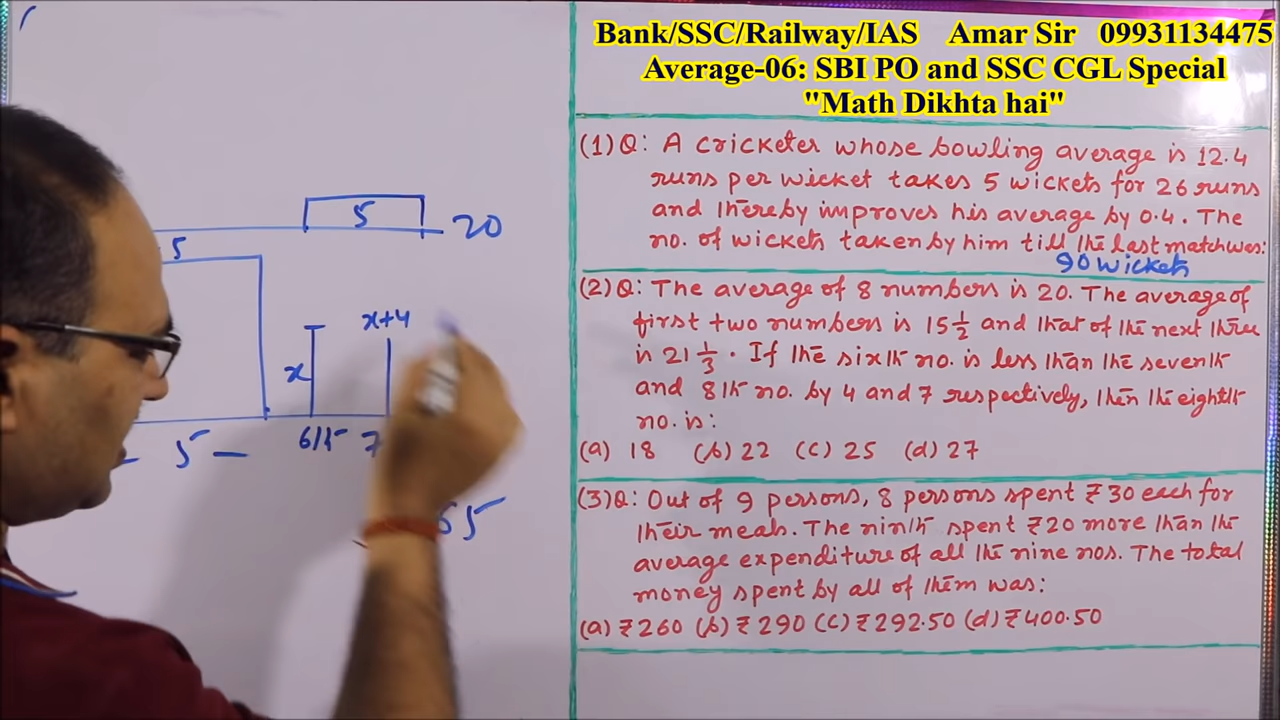 Bank/SSC/Railway/IAS Amar Sir 09931134475
Average-06: SBI PO and SSC CGL Special
"Math Dikhta hai"
(1)Q: A cricketer whose bowling average is 12.4
runs per wicket takes 5 wickets for 26 runs
and thereby improves his average by 0.4. The
no. of wickets taken by him till the last match was:
90 wickets
(2)Q: The average of 8 numbers is 20. The average of
first two numbers is 15 1/2 and that of the next three
is 21 1/3. If the sixth no. is less than the seventh
and 8th no. by 4 and 7 respectively, then the eighth
no. is:
(a) 18 (b) 22 (c) 25 (d) 27
(3)Q: Out of 9 persons, 8 persons spent ₹30 each for
their meals. The ninth spent ₹20 more than the
average expenditure of all the nine nos. The total
money spent by all of them was:
(a) ₹260 (b) ₹290 (c) ₹292.50 (d) ₹400.50
5 20
5
x+4
x
6th 7
5
65